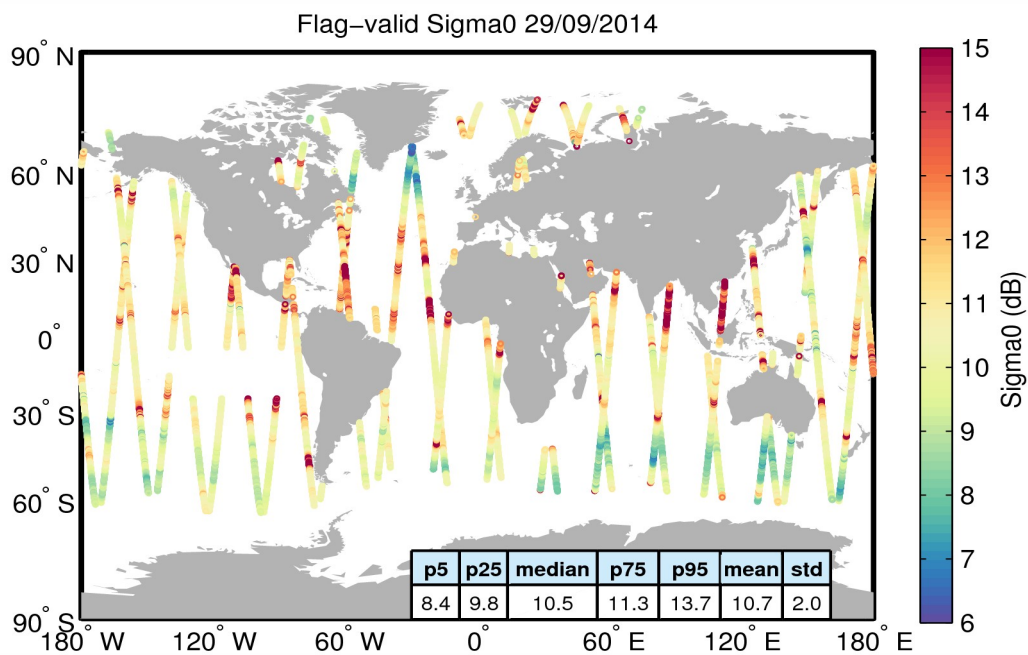 Flag−valid Sigma0 29/09/2014
90° N
60° N
30° N
0°
30° S
60° S
90° S
180° W
120° W
60° W
0°
60° E
120° E
180° E
p5 p25 median p75 p95 mean std
8.4 9.8 10.5 11.3 13.7 10.7 2.0
15
14
13
12
11
10
9
8
7
6
Sigma0 (dB)